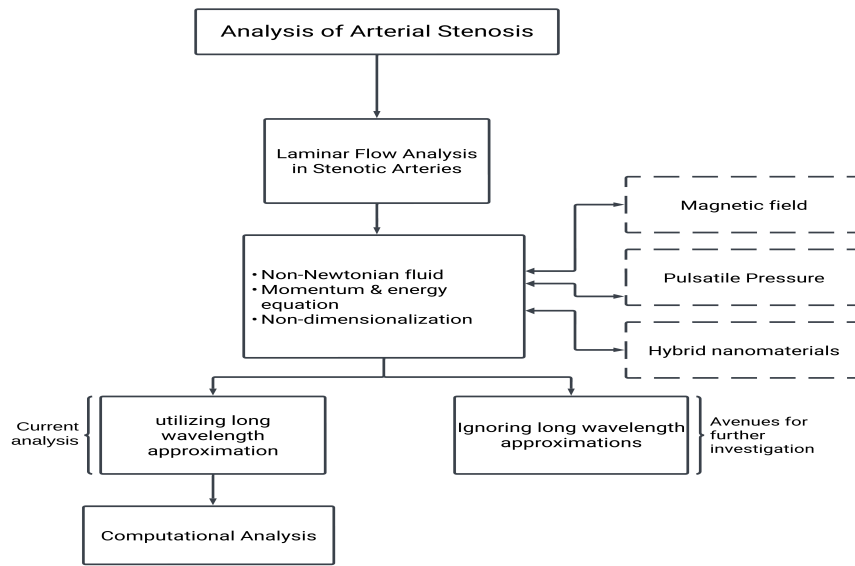 Analysis of Arterial Stenosis
Laminar Flow Analysis
in Stenotic Arteries
Magnetic field
• Non-Newtonian fluid
• Momentum & energy
equation
• Non-dimensionalization
Pulsatile Pressure
Hybrid nanomaterials
Current
analysis
utilizing long
wavelength
approximation
Ignoring long wavelength
approximations
Avenues for
further
investigation
Computational Analysis